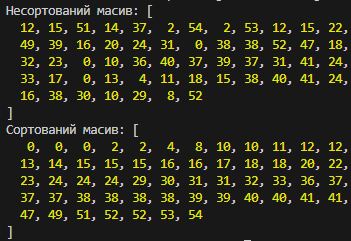 Несортований масив: [
12, 15, 51, 14, 37, 2, 54, 2, 53, 12, 15, 22,
49, 39, 16, 20, 24, 31, 0, 38, 38, 52, 47, 18,
32, 23, 0, 10, 36, 40, 37, 39, 37, 31, 41, 24,
33, 17, 0, 13, 4, 11, 18, 15, 38, 40, 41, 24,
16, 38, 30, 10, 29, 8, 52
]
Сортований масив: [
0, 0, 0, 2, 2, 4, 8, 10, 10, 11, 12, 12,
13, 14, 15, 15, 15, 16, 16, 17, 18, 18, 20, 22,
23, 24, 24, 24, 29, 30, 31, 31, 32, 33, 36, 37,
37, 37, 38, 38, 38, 38, 39, 39, 40, 40, 41, 41,
47, 49, 51, 52, 52, 53, 54
]